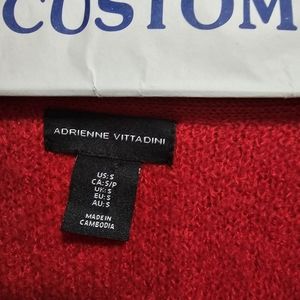 CUSTOM
ADRIENNE VITTADINI
US: S
CA: S/P
UK: S
EU: S
AU: S
MADE IN
CAMBODIA